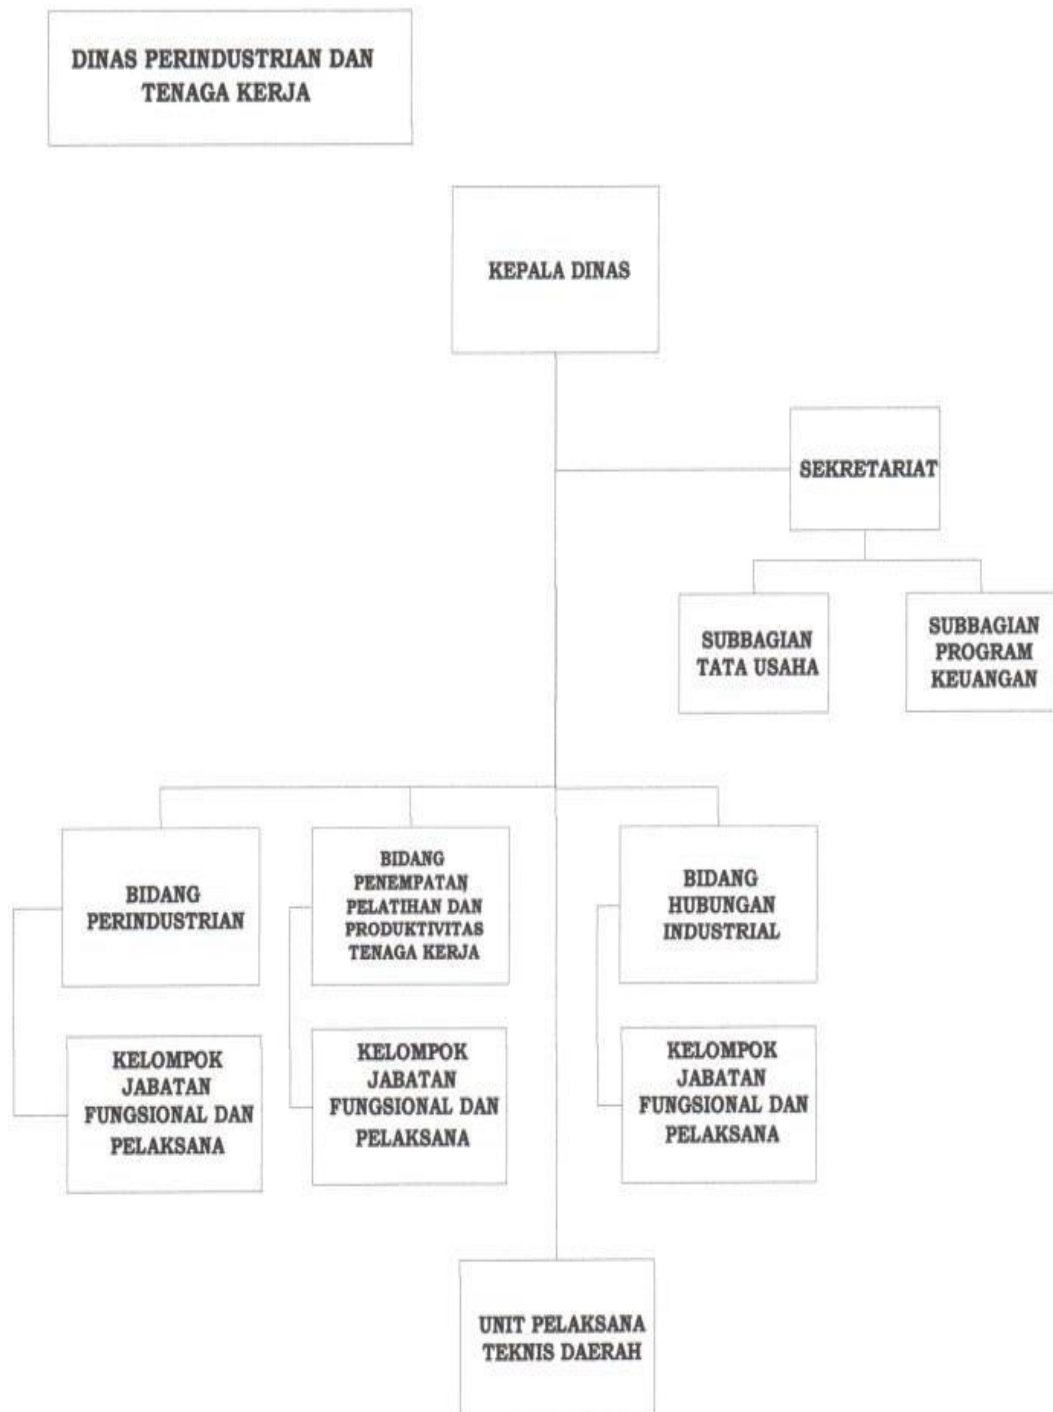 DINAS PERINDUSTRIAN DAN
TENAGA KERJA
KEPALA DINAS
SEKRETARIAT
SUBBAGIAN
TATA USAHA
SUBBAGIAN
PROGRAM
KEUANGAN
BIDANG
PERINDUSTRIAN
BIDANG
PENEMPATAN
PELATIHAN DAN
PRODUKTIVITAS
TENAGA KERJA
BIDANG
HUBUNGAN
INDUSTRIAL
KELOMPOK
JABATAN
FUNGSIONAL DAN
PELAKSANA
KELOMPOK
JABATAN
FUNGSIONAL DAN
PELAKSANA
KELOMPOK
JABATAN
FUNGSIONAL DAN
PELAKSANA
UNIT PELAKSANA
TEKNIS DAERAH